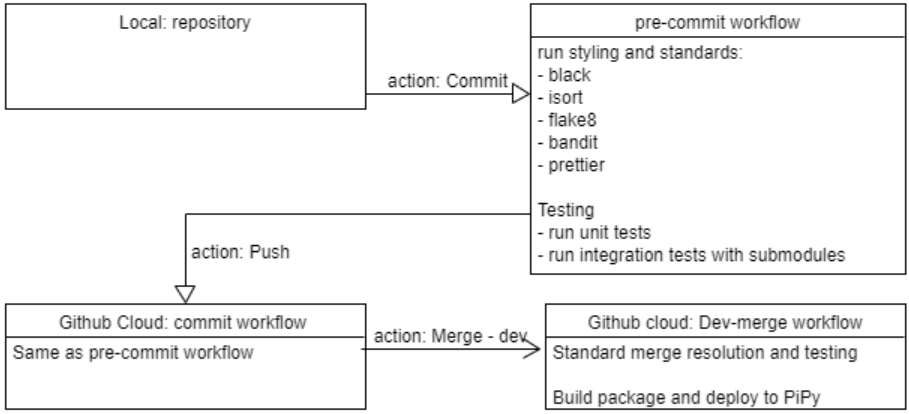 Local: repository
action: Commit
pre-commit workflow
run styling and standards:
- black
- isort
- flake8
- bandit
- prettier
Testing
- run unit tests
- run integration tests with submodules
action: Push
Github Cloud: commit workflow
Same as pre-commit workflow
action: Merge - dev
Github cloud: Dev-merge workflow
Standard merge resolution and testing
Build package and deploy to PiPy